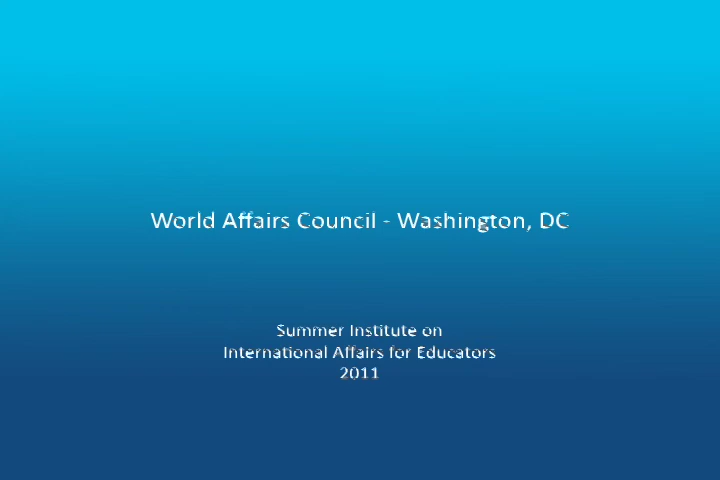 World Affairs Council - Washington, DC
Summer Institute on
International Affairs for Educators
2011